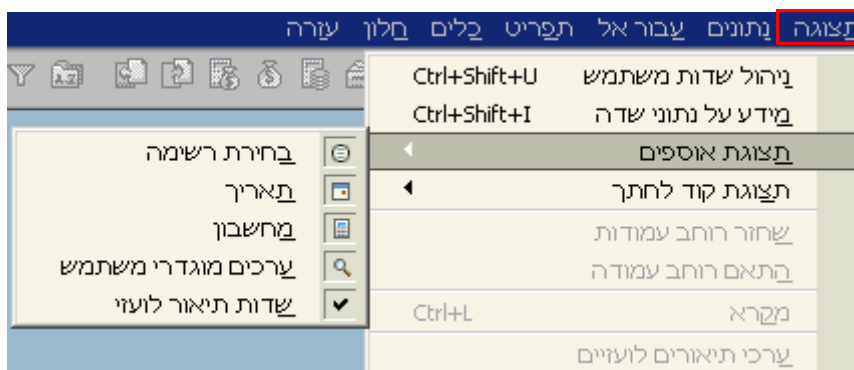 תצוגה נתונים עבור אל תפריט כלים חלון עזרה
ניהול שדות משתמש Ctrl+Shift+U
מידע על נתוני שדה Ctrl+Shift+I
תצוגת אוספים
תצוגת קוד לחתך
שחזור רוחב עמודות
התאם רוחב עמודה
מקרא Ctrl+L
ערכי תיאורים לועזיים
בחירת רשימה
תאריך
מחשבון
ערכים מוגדרי משתמש
שדות תיאור לועזי